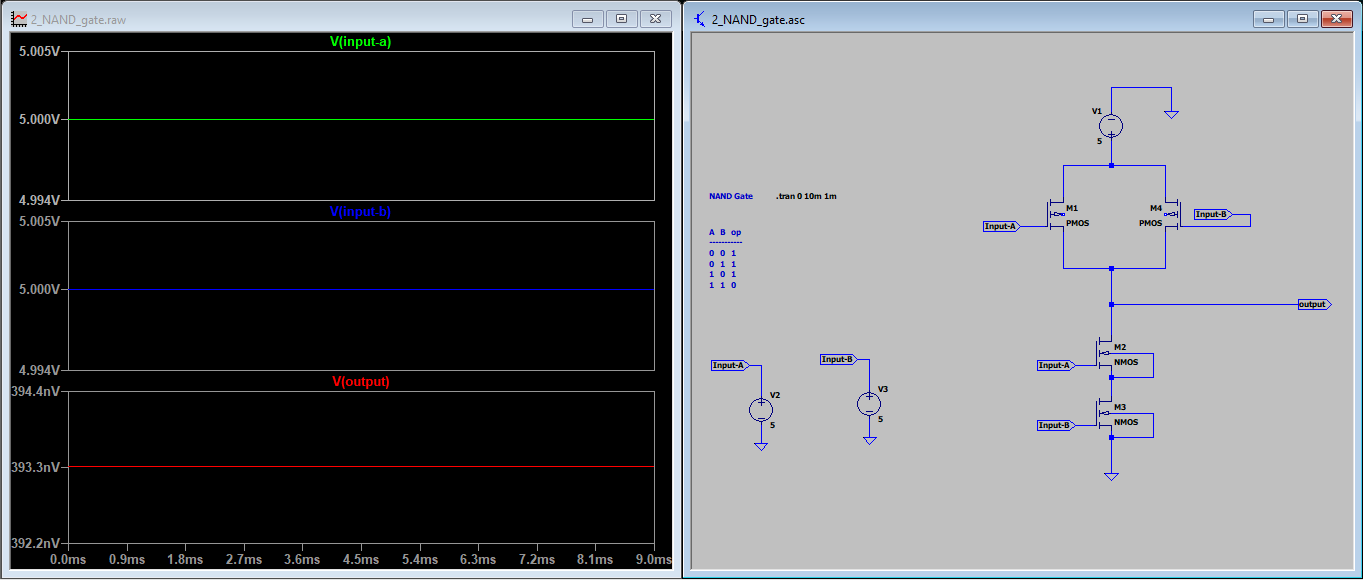 2_NAND_gate.raw
V(input-a)
5.005V
5.000V
4.994V
V(input-b)
5.005V
5.000V
4.994V
V(output)
394.4nV
393.3nV
392.2nV
0.0ms 0.9ms 1.8ms 2.7ms 3.6ms 4.5ms 5.4ms 6.3ms 7.2ms 8.1ms 9.0ms
2_NAND_gate.asc
V1
5
NAND Gate .tran 0 10m 1m
A B op
-----------
0 0 1
0 1 1
1 0 1
1 1 0
Input-A
M1
PMOS
M4
PMOS
Input-B
output
Input-A
M2
NMOS
Input-B
M3
NMOS
Input-A
V2
5
Input-B
V3
5